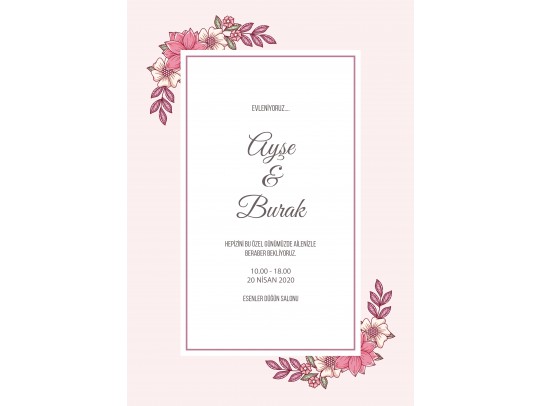 EVLENİYORUZ...
Ayşe
&
Burak
HEPİZİNİ BU ÖZEL GÜNÜMÜZDE AİLENİZLE
BERABER BEKLİYORUZ.
10.00 - 18.00
20 NİSAN 2020
ESENLER DÜĞÜN SALONU